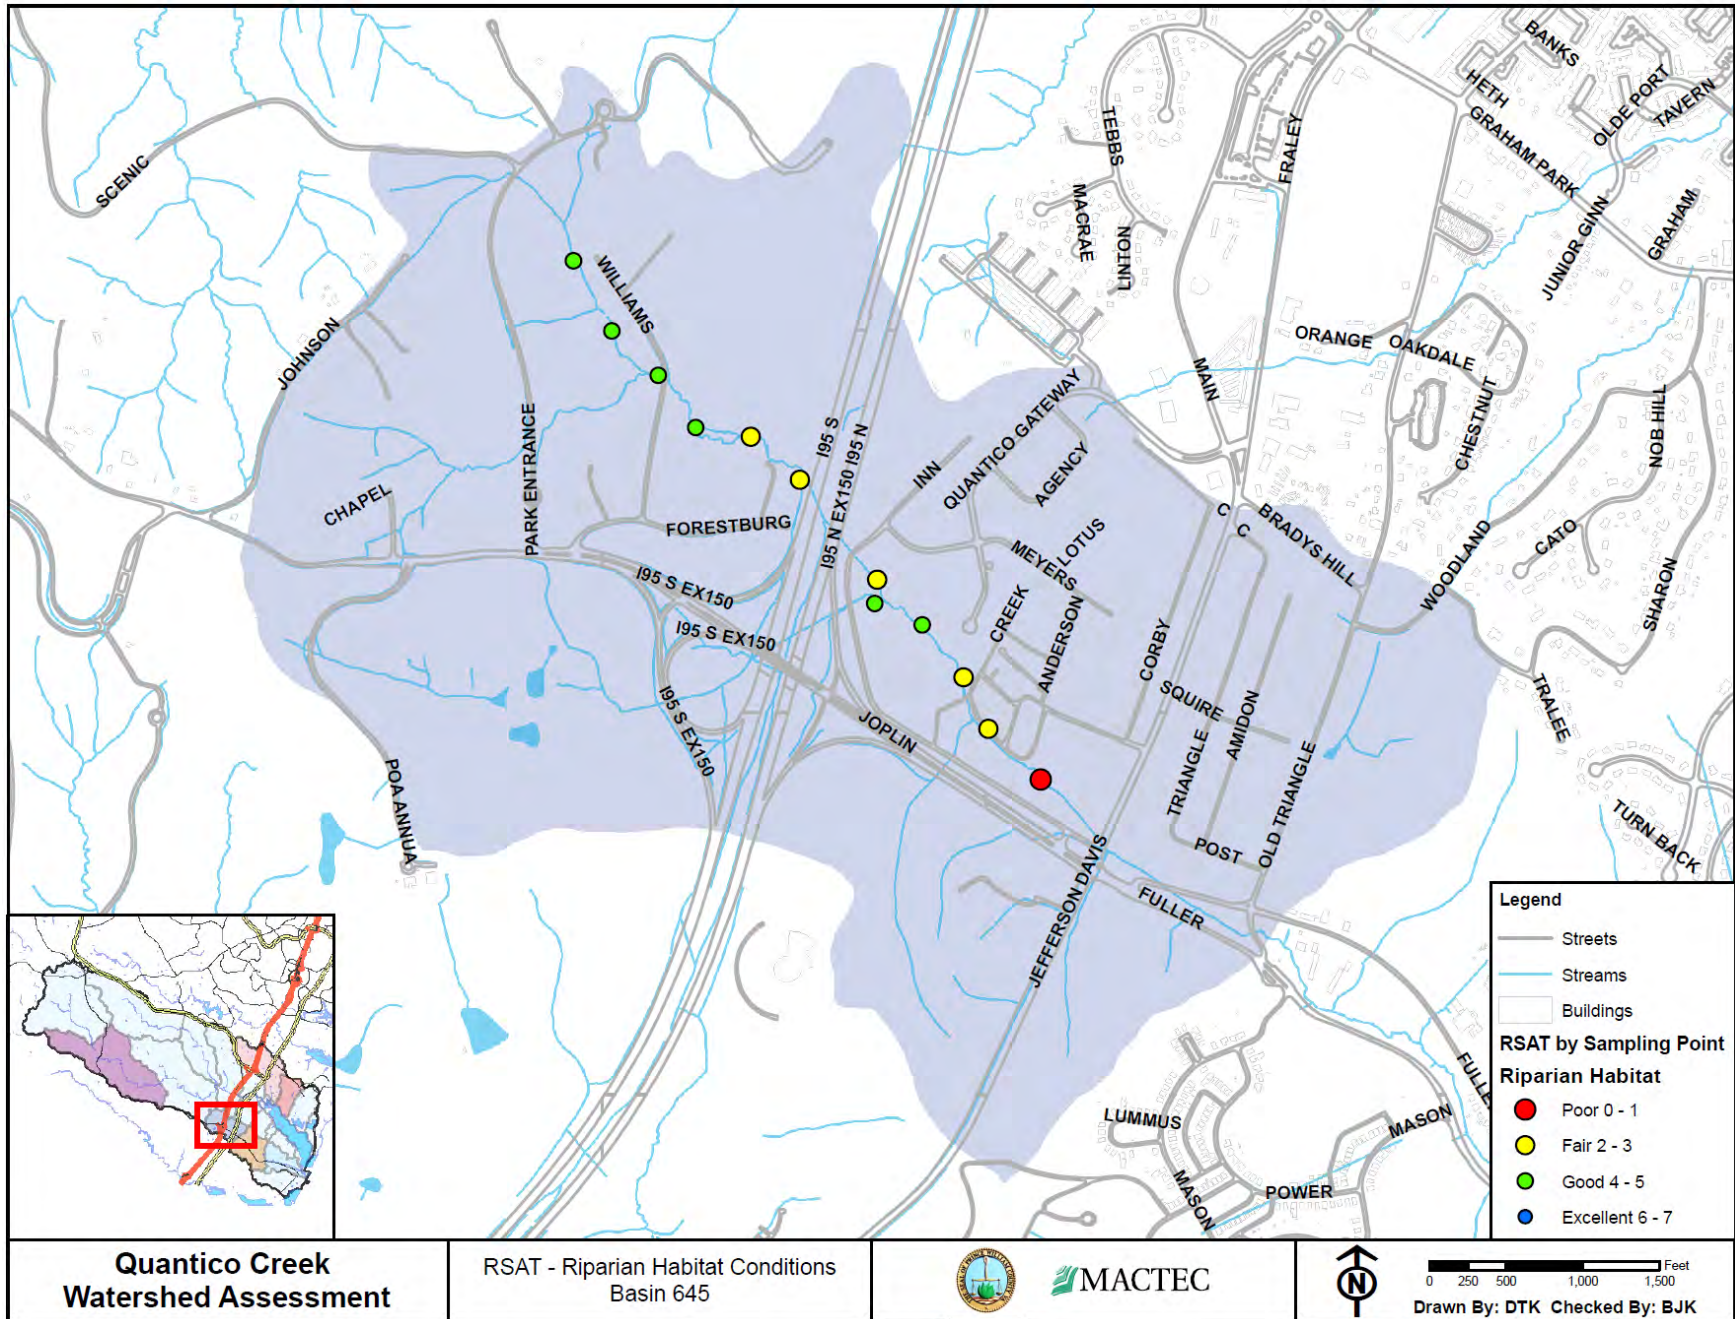 BANKS
HETH
OLDE PORT
TAVERN
GRAHAM PARK
FRALEY
TEBBS
SCENIC
MACRAE
LINTON
JUNIOR GINN
GRAHAM
WILLIAMS
JOHNSON
ORANGE
OAKDALE
MAIN
CHESTNUT
NOB HILL
QUANTICO GATEWAY
PARK ENTRANCE
I95 S
I95 N
I95 N EX150
INN
AGENCY
CHAPEL
FORESTBURG
C C
BRADYS HILL
LOTUS
MEYERS
WOODLAND
CATO
SHARON
I95 S EX150
I95 S EX150
I95 S EX150
CREEK
ANDERSON
CORBY
SQUIRE
AMIDON
TRIANGLE
OLD TRIANGLE
TRALEE
JOPLIN
POA ANNUA
POST
TURN BACK
FULLER
JEFFERSON DAVIS
FULLE
LUMMUS
MASON
MASON
POWER
Legend
Streets
Streams
Buildings
RSAT by Sampling Point
Riparian Habitat
Poor 0 - 1
Fair 2 - 3
Good 4 - 5
Excellent 6 - 7
Quantico Creek
Watershed Assessment
RSAT - Riparian Habitat Conditions
Basin 645
MACTEC
N
Feet
0 250 500 1,000 1,500
Drawn By: DTK Checked By: BJK